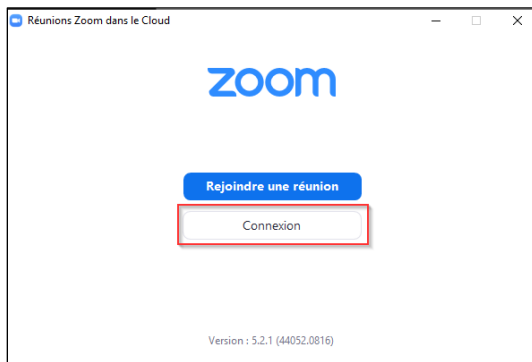 Réunions Zoom dans le Cloud
zoom
Rejoindre une réunion
Connexion
Version : 5.2.1 (44052.0816)